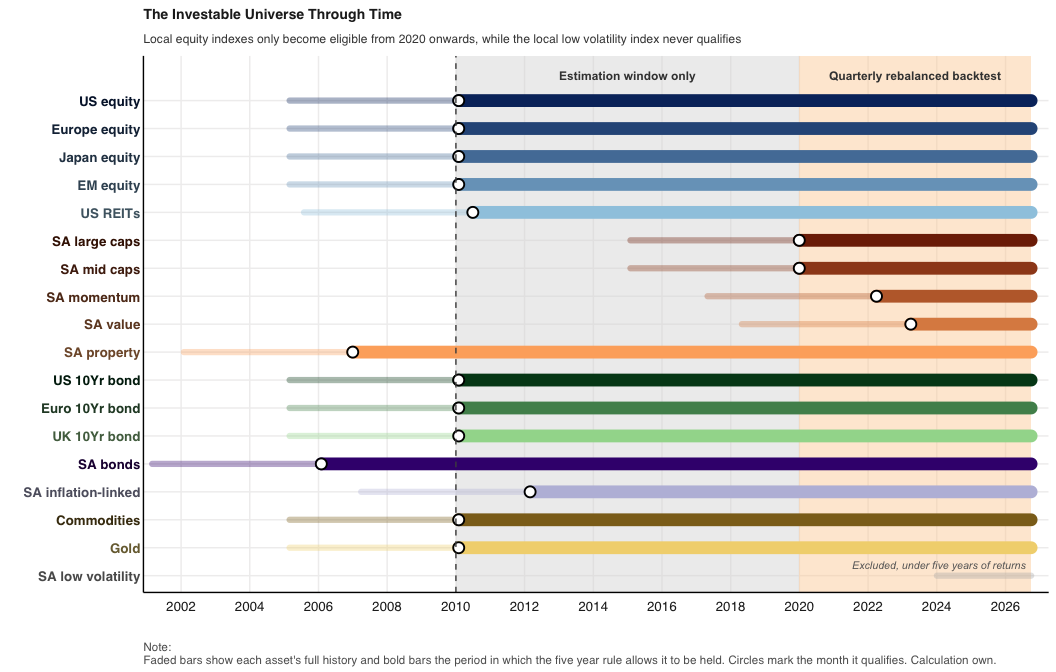 The Investable Universe Through Time
Local equity indexes only become eligible from 2020 onwards, while the local low volatility index never qualifies
Estimation window only
Quarterly rebalanced backtest
US equity
Europe equity
Japan equity
EM equity
US REITs
SA large caps
SA mid caps
SA momentum
SA value
SA property
US 10Yr bond
Euro 10Yr bond
UK 10Yr bond
SA bonds
SA inflation-linked
Commodities
Gold
Excluded, under five years of returns
SA low volatility
2002 2004 2006 2008 2010 2012 2014 2016 2018 2020 2022 2024 2026
Note:
Faded bars show each asset's full history and bold bars the period in which the five year rule allows it to be held. Circles mark the month it qualifies. Calculation own.